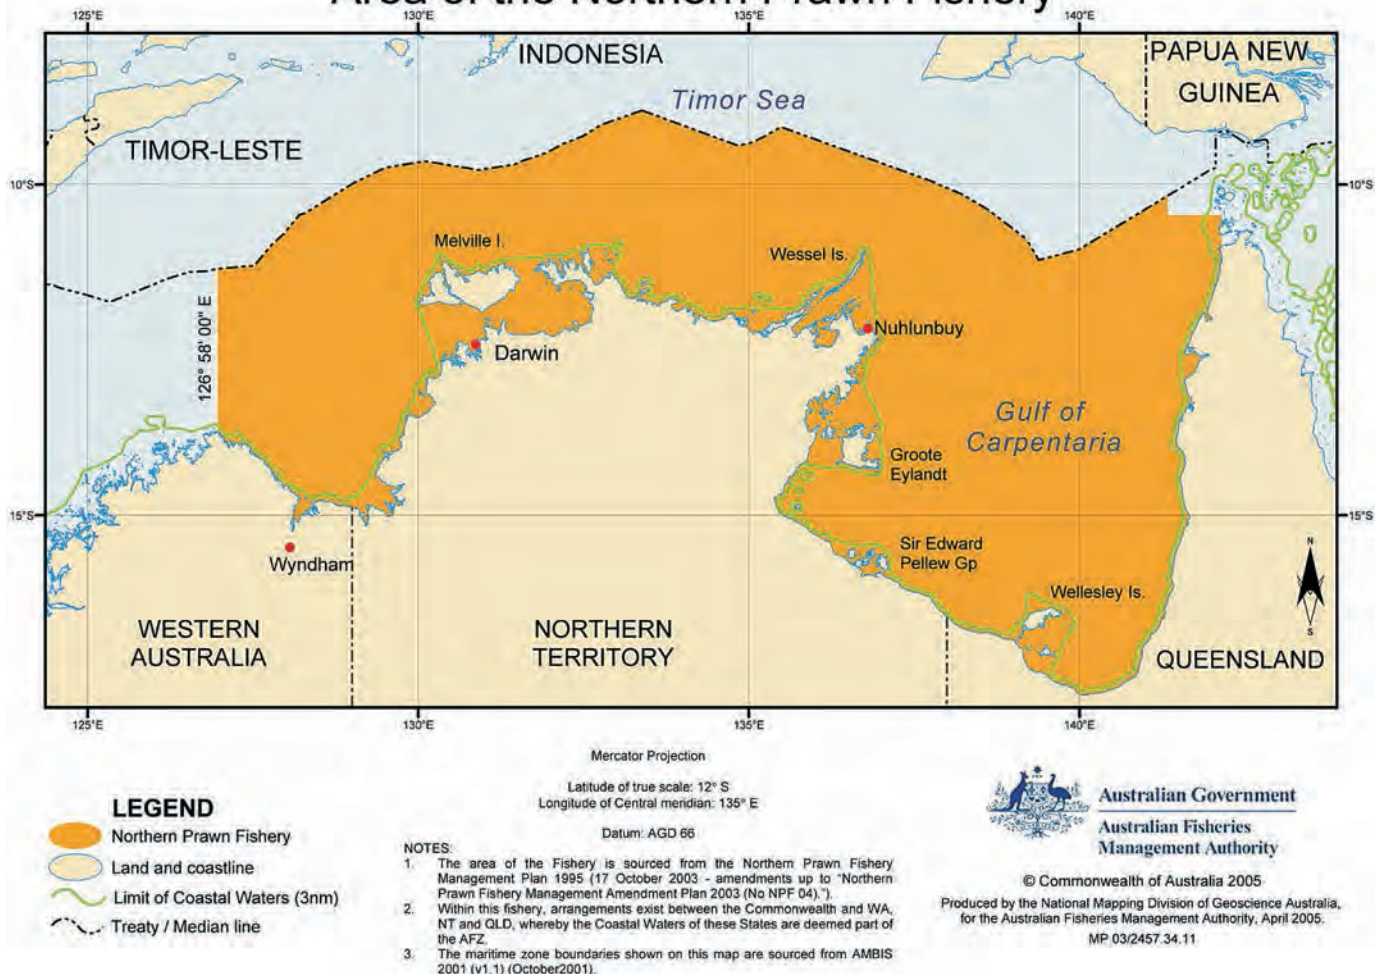 Area of the Northern Prawn Fishery
125°E 130°E 135°E 140°E
INDONESIA
PAPUA NEW
GUINEA
Timor Sea
TIMOR-LESTE
10°S 10°S
Melville I.
Wessel Is.
126° 58' 00" E
Nuhlunbuy
Darwin
Gulf of
Carpentaria
Groote
Eylandt
15°S 15°S
Sir Edward
Pellew Gp
N
Wyndham
Wellesley Is.
S
WESTERN
AUSTRALIA
NORTHERN
TERRITORY
QUEENSLAND
125°E 130°E 135°E 140°E
Mercator Projection
Latitude of true scale: 12° S
Longitude of Central meridian: 135° E
Datum: AGD 66
LEGEND
Northern Prawn Fishery
Land and coastline
Limit of Coastal Waters (3nm)
Treaty / Median line
NOTES:
1. The area of the Fishery is sourced from the Northern Prawn Fishery
Management Plan 1995 (17 October 2003 - amendments up to "Northern
Prawn Fishery Management Amendment Plan 2003 (No NPF 04).").
2. Within this fishery, arrangements exist between the Commonwealth and WA,
NT and QLD, whereby the Coastal Waters of these States are deemed part of
the AFZ.
3. The maritime zone boundaries shown on this map are sourced from AMBIS
2001 (v1.1) (October2001).
Australian Government
Australian Fisheries
Management Authority
© Commonwealth of Australia 2005
Produced by the National Mapping Division of Geoscience Australia,
for the Australian Fisheries Management Authority, April 2005.
MP 03/2457.34.11